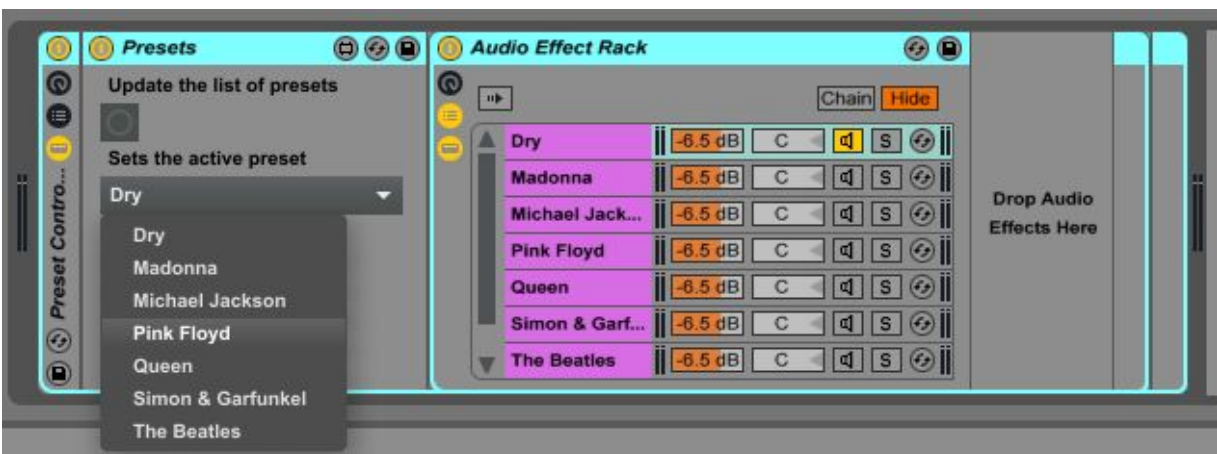 Preset Contro...
Presets
Update the list of presets
Sets the active preset
Dry
Dry
Madonna
Michael Jackson
Pink Floyd
Queen
Simon & Garfunkel
The Beatles
Audio Effect Rack
Chain Hide
Dry -6.5 dB C S
Madonna -6.5 dB C S
Michael Jack... -6.5 dB C S
Pink Floyd -6.5 dB C S
Queen -6.5 dB C S
Simon & Garf... -6.5 dB C S
The Beatles -6.5 dB C S
Drop Audio
Effects Here